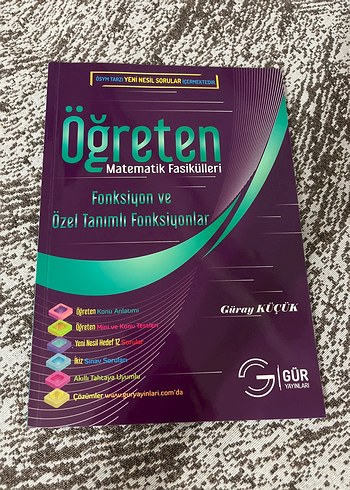 ÖSYM TARZI YENİ NESİL SORULAR İÇERMEKTEDİR
Öğreten
Matematik Fasikülleri
Fonksiyon ve
Özel Tanımlı Fonksiyonlar
Güray KÜÇÜK
Öğreten Konu Anlatımı
Öğreten Mini ve Konu Testleri
Yeni Nesil Hedef 12 Sorular
İkiz Sınav Soruları
Akıllı Tahtaya Uyumlu
Çözümler www.guryayinlari.com'da
GÜR
YAYINLARI